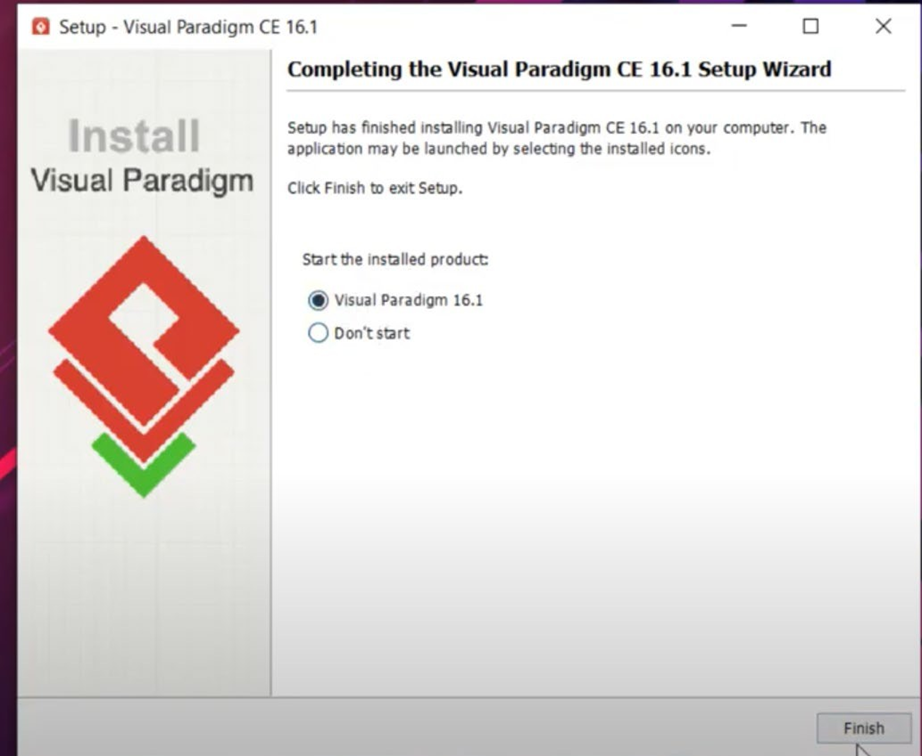 Setup - Visual Paradigm CE 16.1
Install
Visual Paradigm
Completing the Visual Paradigm CE 16.1 Setup Wizard
Setup has finished installing Visual Paradigm CE 16.1 on your computer. The
application may be launched by selecting the installed icons.
Click Finish to exit Setup.
Start the installed product:
Visual Paradigm 16.1
Don't start
Finish